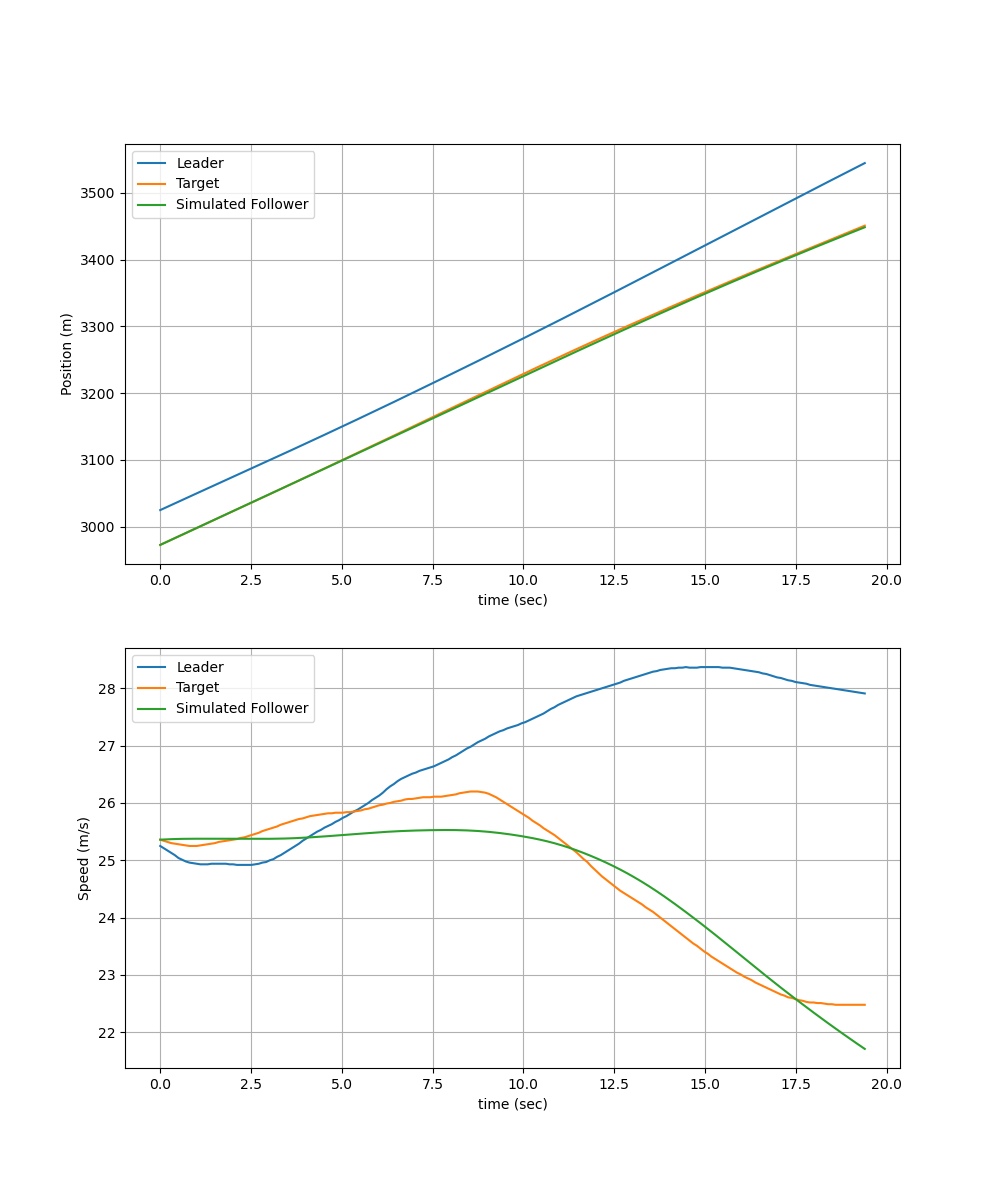 Leader
Target
Simulated Follower
3500
3400
3300
3200
3100
3000
Position (m)
0.0 2.5 5.0 7.5 10.0 12.5 15.0 17.5 20.0
time (sec)
Leader
Target
Simulated Follower
28
27
26
25
24
23
22
Speed (m/s)
0.0 2.5 5.0 7.5 10.0 12.5 15.0 17.5 20.0
time (sec)